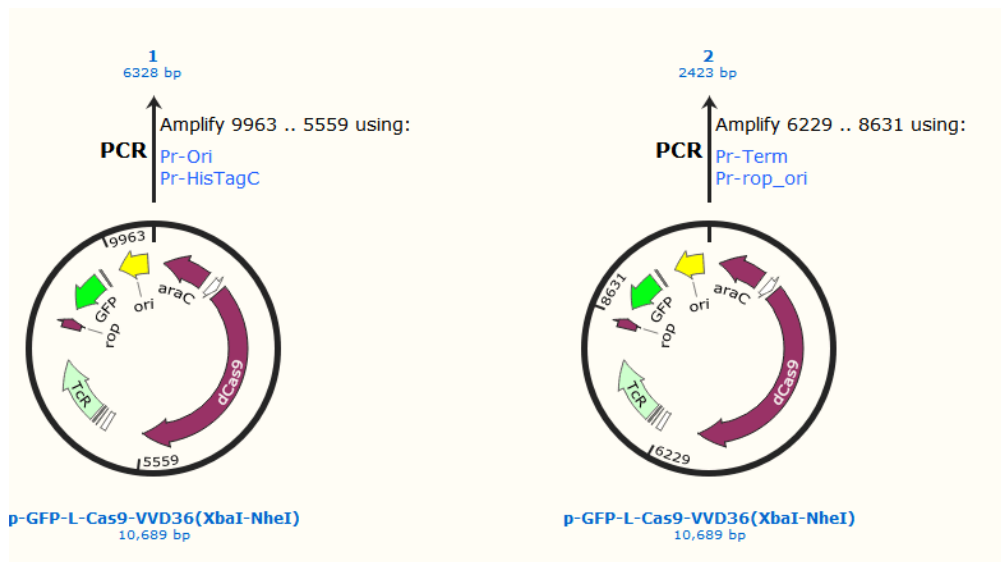 1
6328 bp
Amplify 9963 .. 5559 using:
PCR
Pr-Ori
Pr-HisTagC
9963
GFP
ori
araC
rop
TcR
dCas9
5559
p-GFP-L-Cas9-VVD36(XbaI-NheI)
10,689 bp
2
2423 bp
Amplify 6229 .. 8631 using:
PCR
Pr-Term
Pr-rop_ori
8631
GFP
ori
araC
rop
TcR
dCas9
6229
p-GFP-L-Cas9-VVD36(XbaI-NheI)
10,689 bp